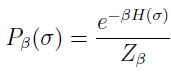 P_β(σ) = e^{−βH(σ)} / Z_β